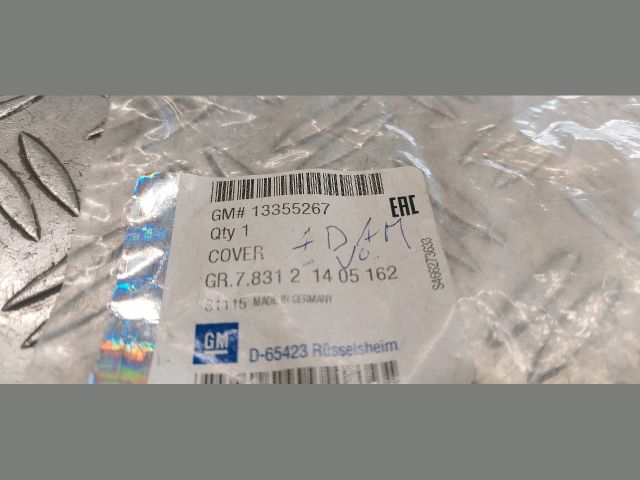 GM# 13355267
EAC
Qty 1
COVER
GR.7.831 2 14 05 162
S1115 MADE IN GERMANY
GM D-65423 Rüsselsheim
9466273633